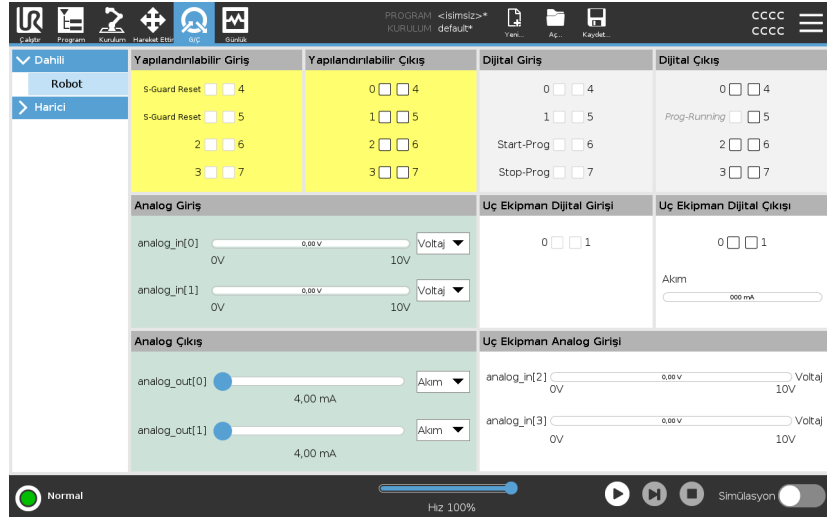 UR
PROGRAM <isimsiz>*
KURULUM default*
CCCC
CCCC
Çalıştır Program Kurulum Hareket Ettir G/Ç Günlük Yeni... Aç... Kaydet...
Dahili
Robot
Harici
Yapılandırılabilir Giriş
S-Guard Reset 4
S-Guard Reset 5
2 6
3 7
Yapılandırılabilir Çıkış
0 4
1 5
2 6
3 7
Dijital Giriş
0 4
1 5
Start-Prog 6
Stop-Prog 7
Dijital Çıkış
0 4
Prog-Running 5
2 6
3 7
Analog Giriş
analog_in[0] 0,00 V Voltaj
0V 10V
analog_in[1] 0,00 V Voltaj
0V 10V
Uç Ekipman Dijital Girişi
0 1
Uç Ekipman Dijital Çıkışı
0 1
Akım
000 mA
Analog Çıkış
analog_out[0] Akım
4,00 mA
analog_out[1] Akım
4,00 mA
Uç Ekipman Analog Girişi
analog_in[2] 0,00 V Voltaj
0V 10V
analog_in[3] 0,00 V Voltaj
0V 10V
Normal
Hız 100%
Simülasyon